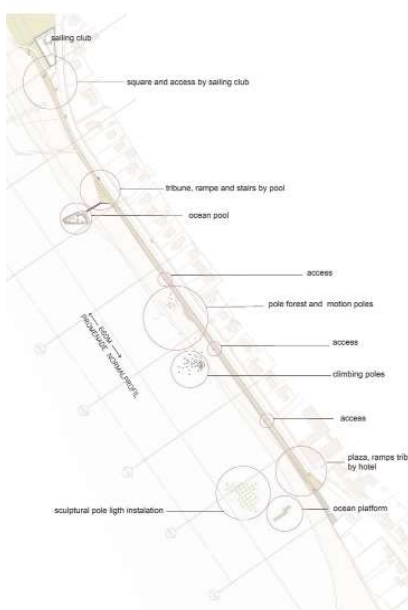 sailing club
square and access by sailing club
tribune, rampe and stairs by pool
ocean pool
access
pole forest and motion poles
660M
PROMENADE NORMALPROFIL
access
climbing poles
access
plaza, ramps trib
by hotel
sculptural pole ligth instalation
ocean platform